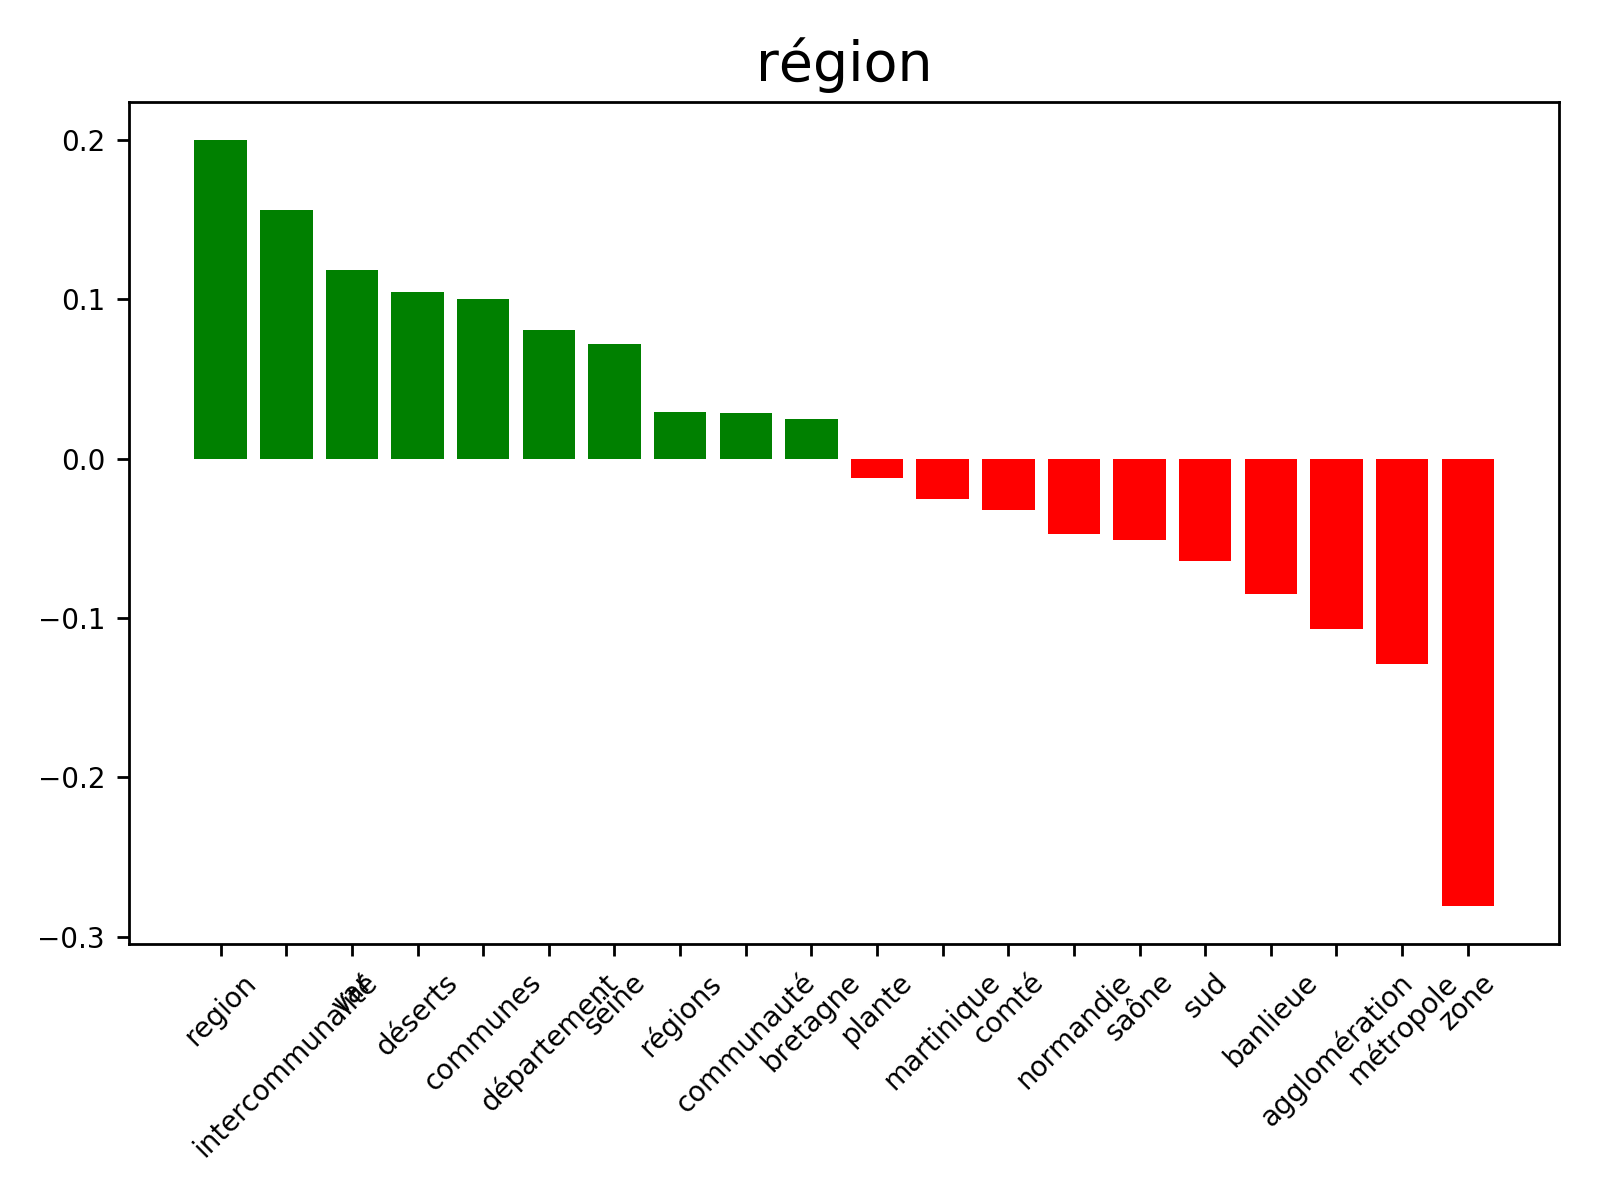 région
0.2
0.1
0.0
−0.1
−0.2
−0.3
region
intercommunalité
var
déserts
communes
département
seine
régions
communauté
bretagne
plante
martinique
comté
normandie
saône
sud
banlieue
agglomération
métropole
zone